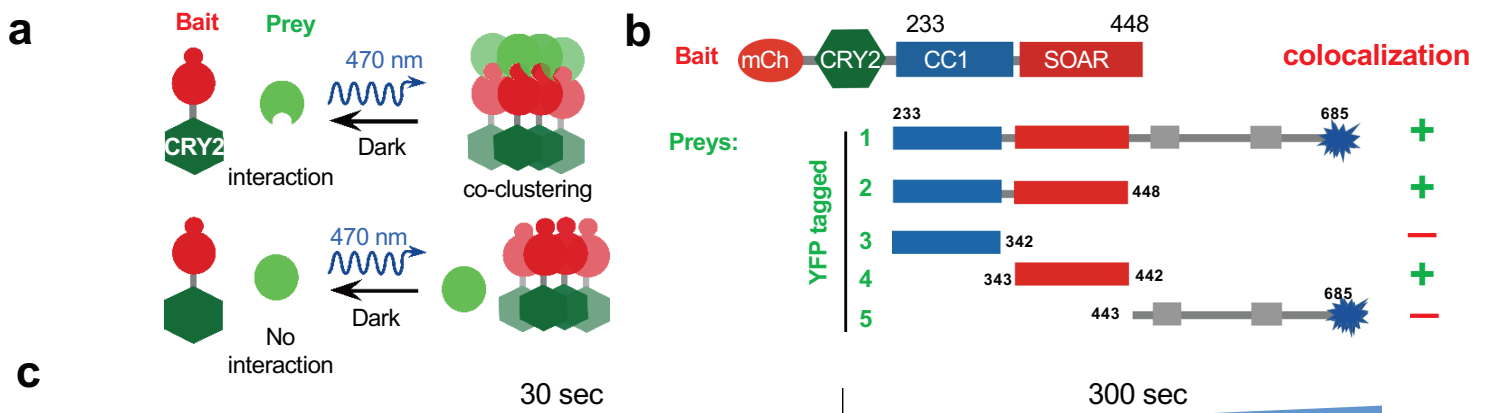 a
Bait
Prey
470 nm
CRY2
Dark
interaction
co-clustering
470 nm
Dark
No
interaction
b
233
448
Bait
mCh
CRY2
CC1
SOAR
colocalization
Preys:
YFP tagged
233
1
685
+
2
448
+
3
342
–
4
343
442
+
5
443
685
–
c
30 sec
300 sec